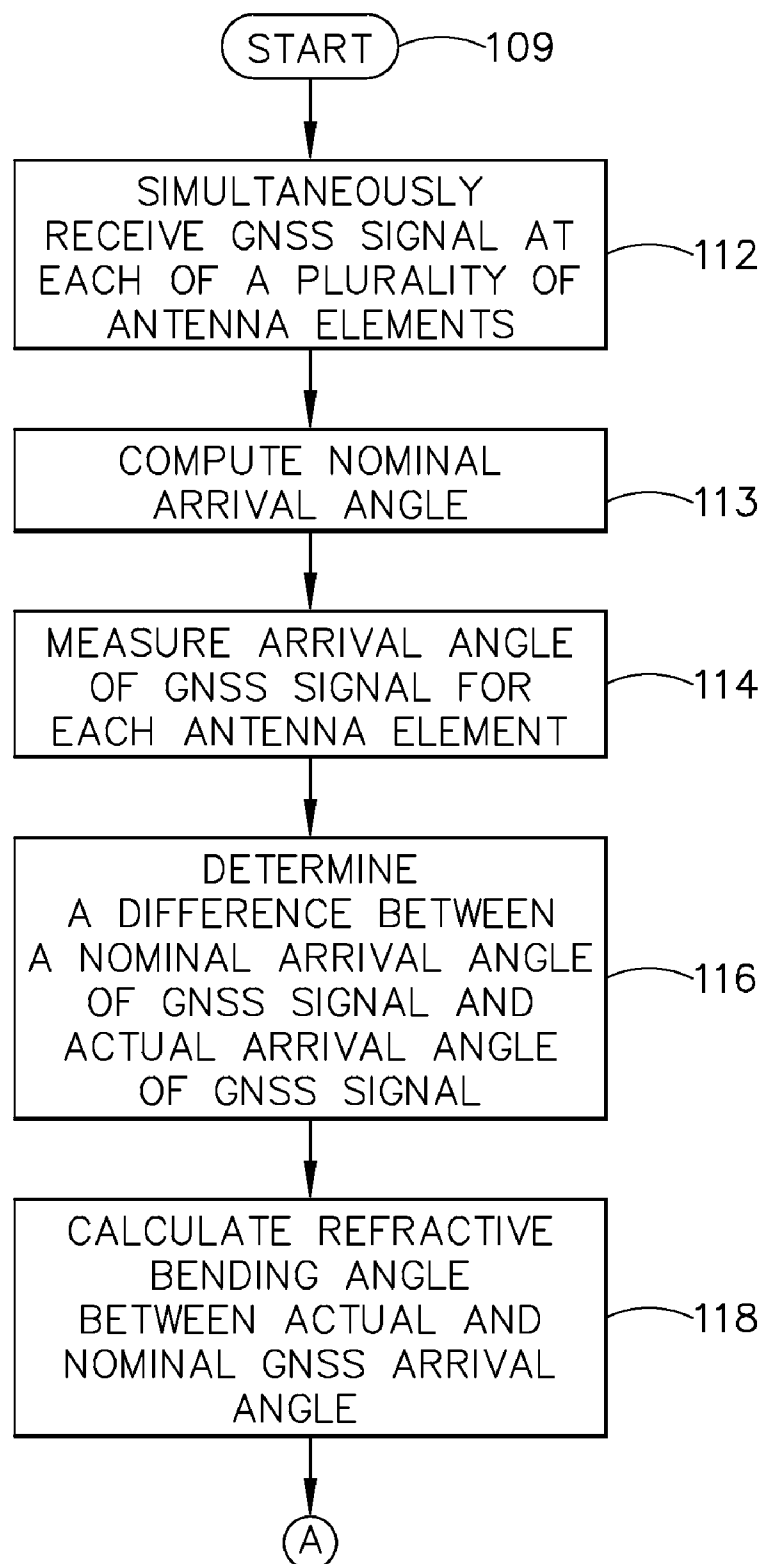 START
109
SIMULTANEOUSLY
RECEIVE GNSS SIGNAL AT
EACH OF A PLURALITY OF
ANTENNA ELEMENTS
112
COMPUTE NOMINAL
ARRIVAL ANGLE
113
MEASURE ARRIVAL ANGLE
OF GNSS SIGNAL FOR
EACH ANTENNA ELEMENT
114
DETERMINE
A DIFFERENCE BETWEEN
A NOMINAL ARRIVAL ANGLE
OF GNSS SIGNAL AND
ACTUAL ARRIVAL ANGLE
OF GNSS SIGNAL
116
CALCULATE REFRACTIVE
BENDING ANGLE
BETWEEN ACTUAL AND
NOMINAL GNSS ARRIVAL
ANGLE
118
A